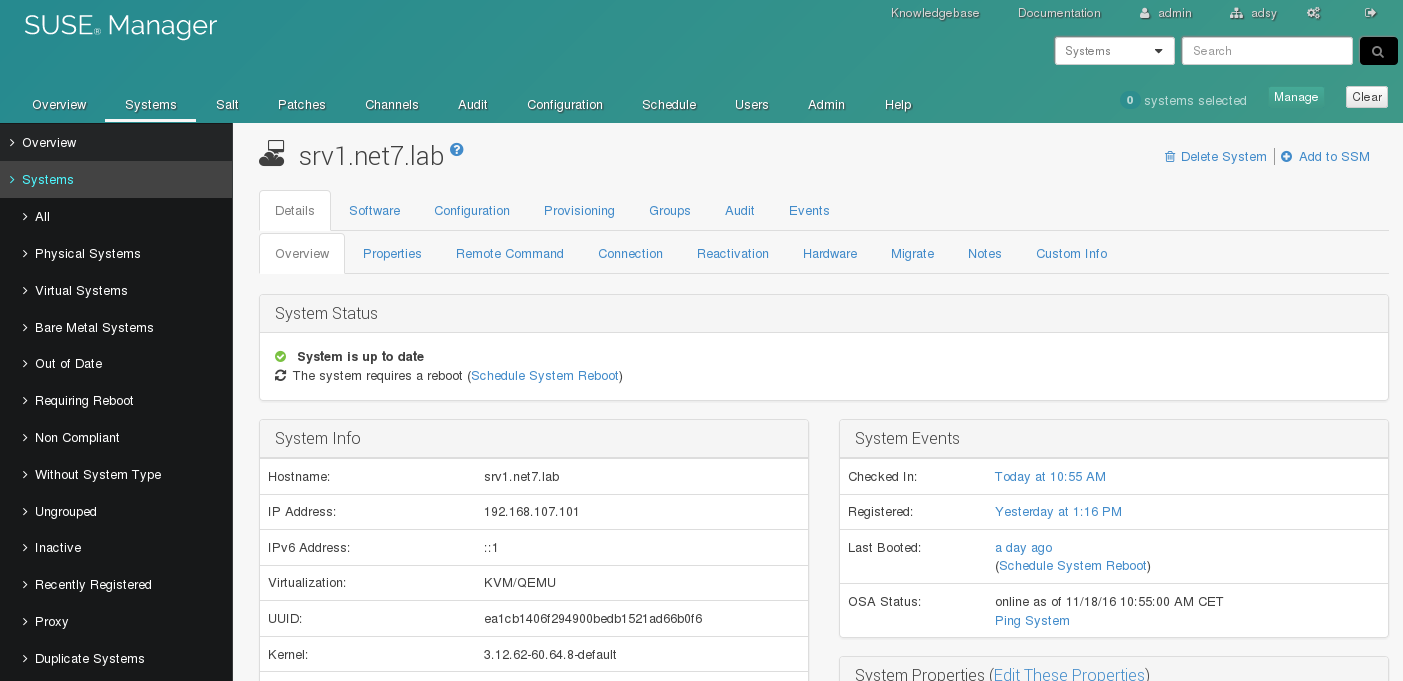 SUSE® Manager
Knowledgebase Documentation admin adsy
Systems Search
Overview Systems Salt Patches Channels Audit Configuration Schedule Users Admin Help
0 systems selected Manage Clear
Overview
Systems
All
Physical Systems
Virtual Systems
Bare Metal Systems
Out of Date
Requiring Reboot
Non Compliant
Without System Type
Ungrouped
Inactive
Recently Registered
Proxy
Duplicate Systems
srv1.net7.lab ?
Delete System | Add to SSM
Details Software Configuration Provisioning Groups Audit Events
Overview Properties Remote Command Connection Reactivation Hardware Migrate Notes Custom Info
System Status
System is up to date
The system requires a reboot (Schedule System Reboot)
System Info
Hostname: srv1.net7.lab
IP Address: 192.168.107.101
IPv6 Address: ::1
Virtualization: KVM/QEMU
UUID: ea1cb1406f294900bedb1521ad66b0f6
Kernel: 3.12.62-60.64.8-default
System Events
Checked In: Today at 10:55 AM
Registered: Yesterday at 1:16 PM
Last Booted: a day ago
(Schedule System Reboot)
OSA Status: online as of 11/18/16 10:55:00 AM CET
Ping System
System Properties (Edit These Properties)